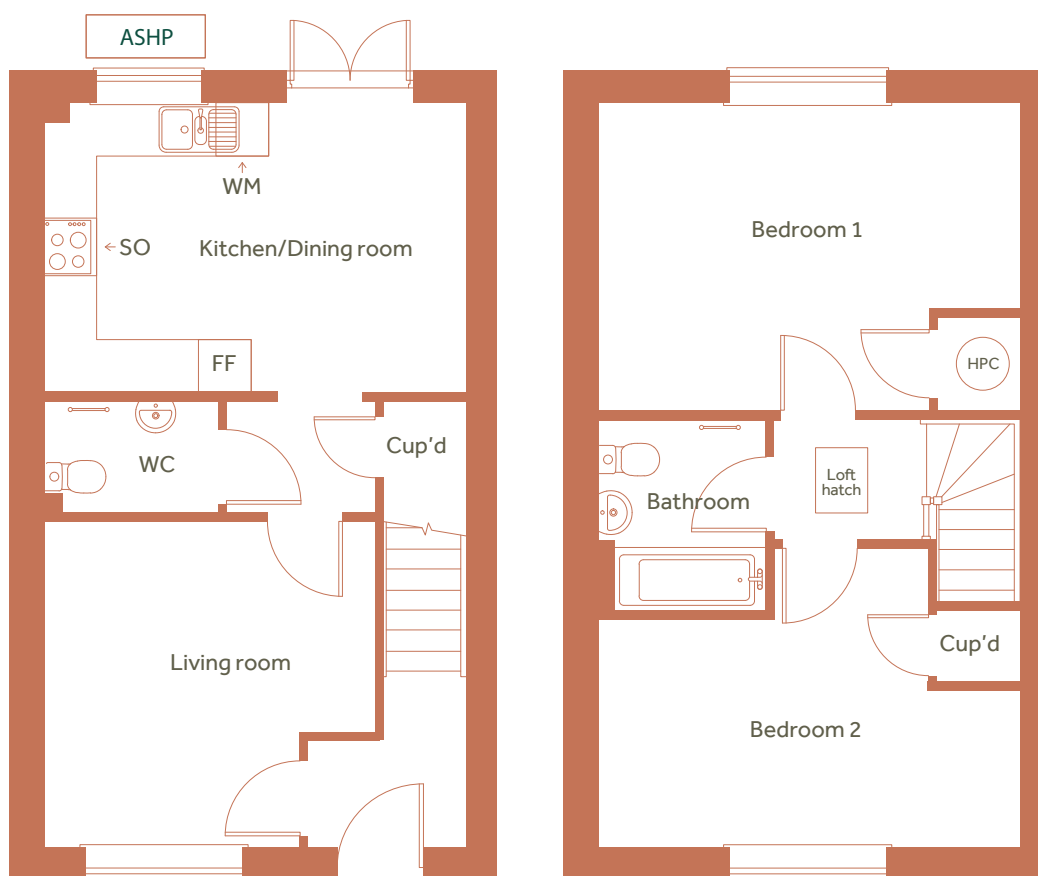 ASHP
WM
SO
Kitchen/Dining room
FF
WC
Cup'd
Living room
Bedroom 1
HPC
Loft
hatch
Bathroom
Cup'd
Bedroom 2